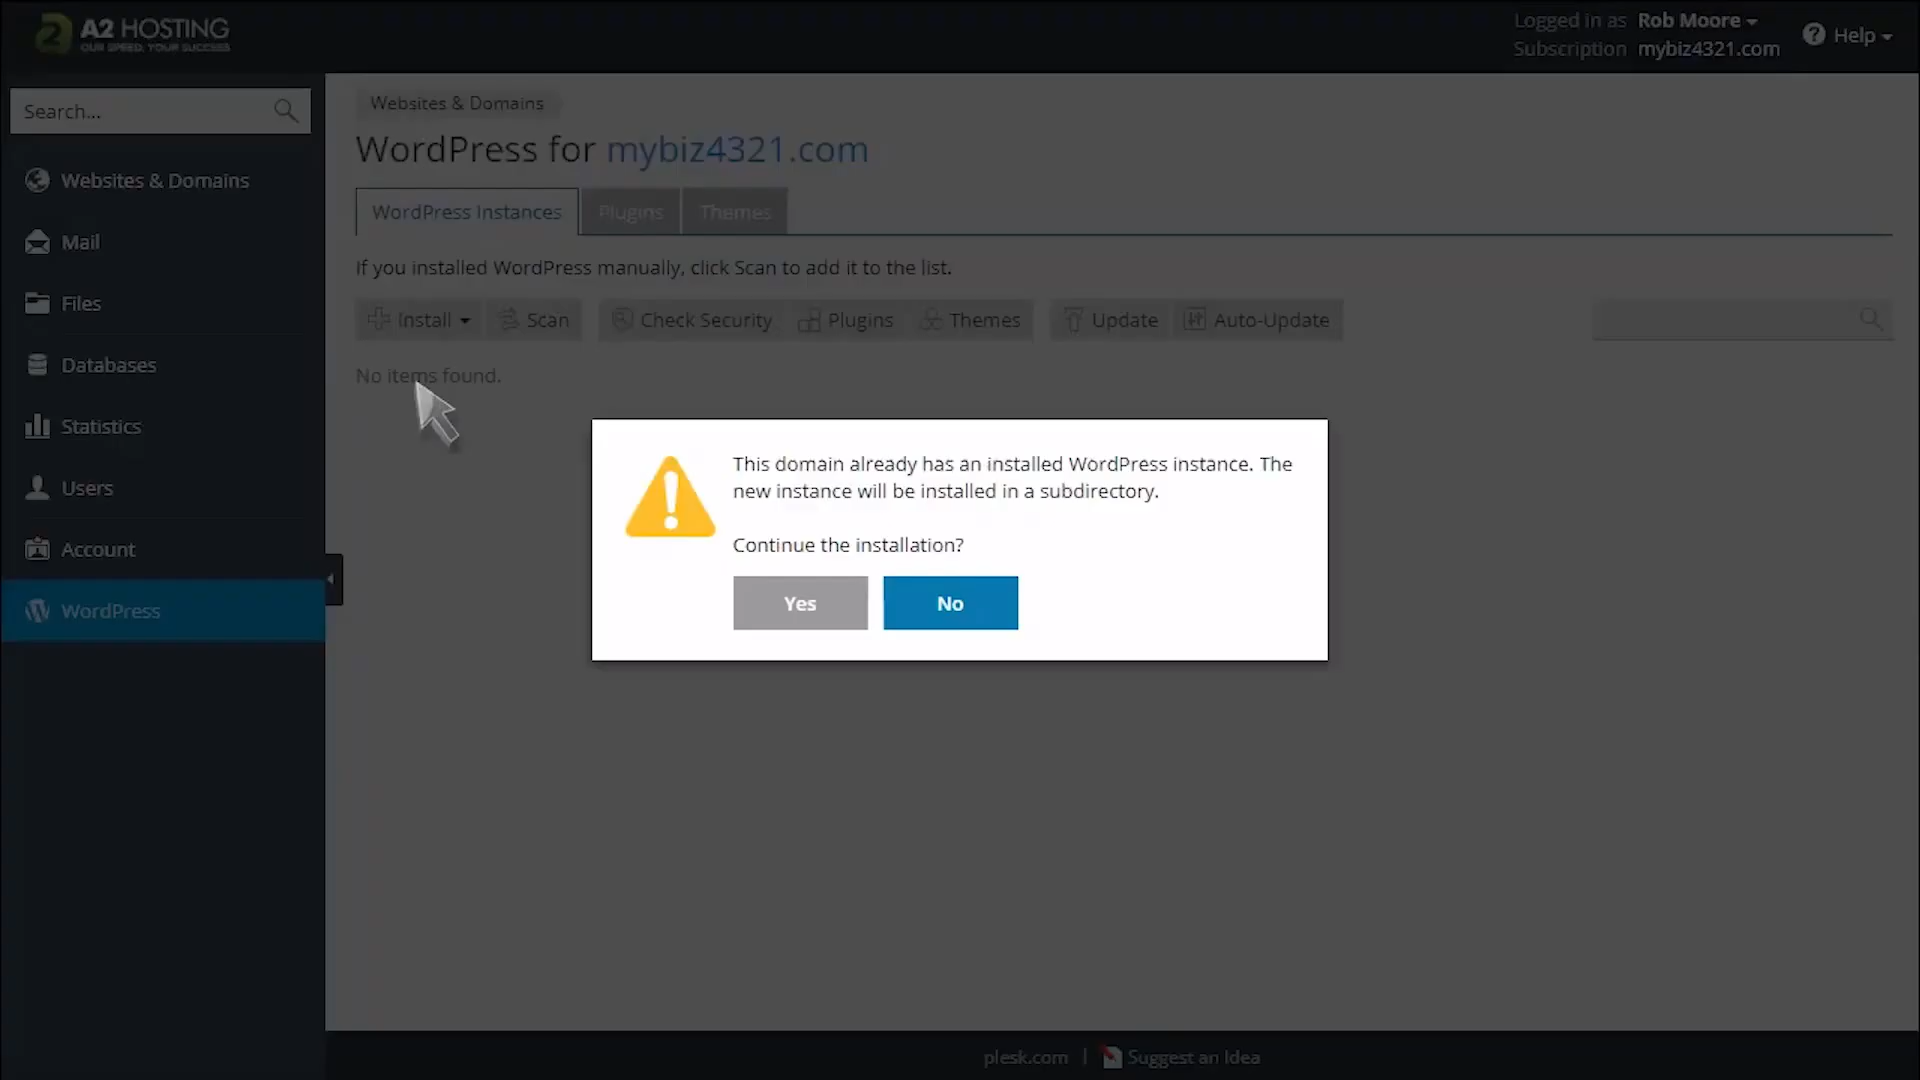 A2 HOSTING
OUR SPEED, YOUR SUCCESS
Logged in as Rob Moore
Subscription mybiz4321.com
Help
Search...
Websites & Domains
Mail
Files
Databases
Statistics
Users
Account
WordPress
Websites & Domains
WordPress for mybiz4321.com
WordPress Instances
Plugins
Themes
If you installed WordPress manually, click Scan to add it to the list.
Install
Scan
Check Security
Plugins
Themes
Update
Auto-Update
No items found.
This domain already has an installed WordPress instance. The
new instance will be installed in a subdirectory.
Continue the installation?
Yes
No
plesk.com | Suggest an Idea